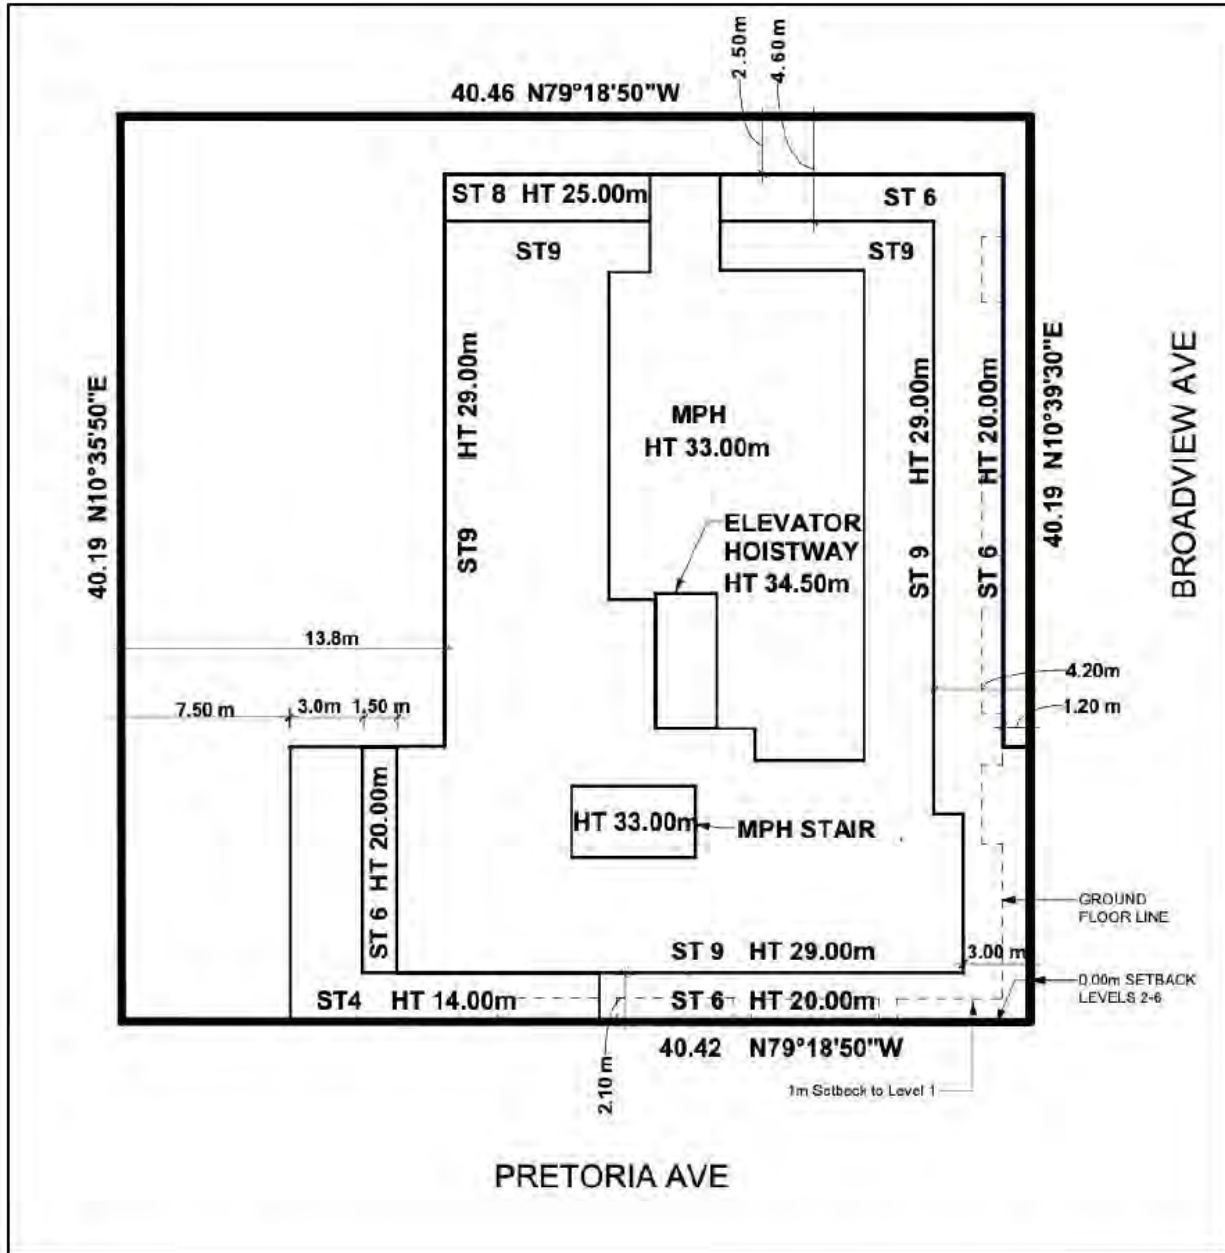 2.50m
4.60m
40.46 N79°18'50"W
ST 8 HT 25.00m
ST 6
ST9
ST9
HT 29.00m
ST9
MPH
HT 33.00m
HT 29.00m
ST 9
HT 20.00m
ST 6
40.19 N10°35'50"E
40.19 N10°39'30"E
BROADVIEW AVE
ELEVATOR
HOISTWAY
HT 34.50m
13.8m
4.20m
7.50 m
3.0m
1.50 m
1.20 m
ST 6 HT 20.00m
HT 33.00m
MPH STAIR
GROUND
FLOOR LINE
ST 9 HT 29.00m
3.00 m
0.00m SETBACK
LEVELS 2-6
ST4 HT 14.00m
ST 6 HT 20.00m
40.42 N79°18'50"W
2.10 m
1m Setback to Level 1
PRETORIA AVE